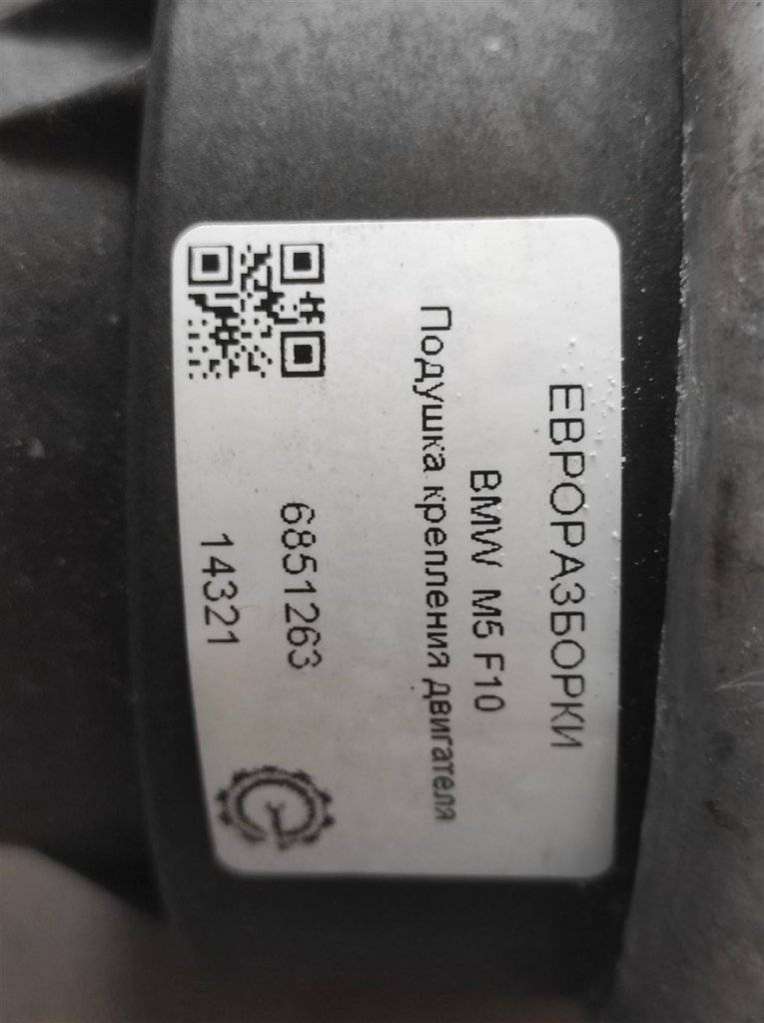 ЕВРОРАЗБОРКИ
BMW M5 F10
Подушка крепления двигателя
6851263
14321